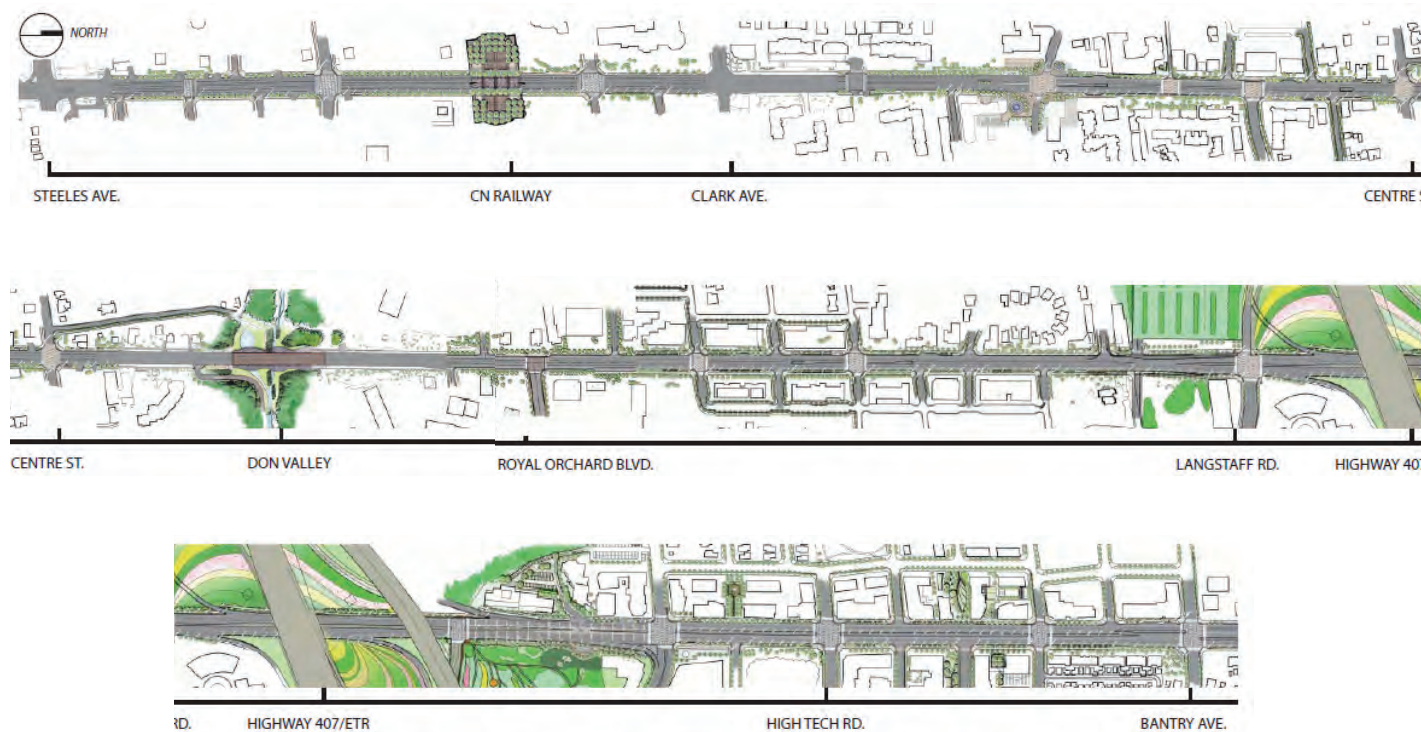 NORTH
STEELES AVE.
CN RAILWAY
CLARK AVE.
CENTRE S
CENTRE ST.
DON VALLEY
ROYAL ORCHARD BLVD.
LANGSTAFF RD.
HIGHWAY 407
RD.
HIGHWAY 407/ETR
HIGH TECH RD.
BANTRY AVE.